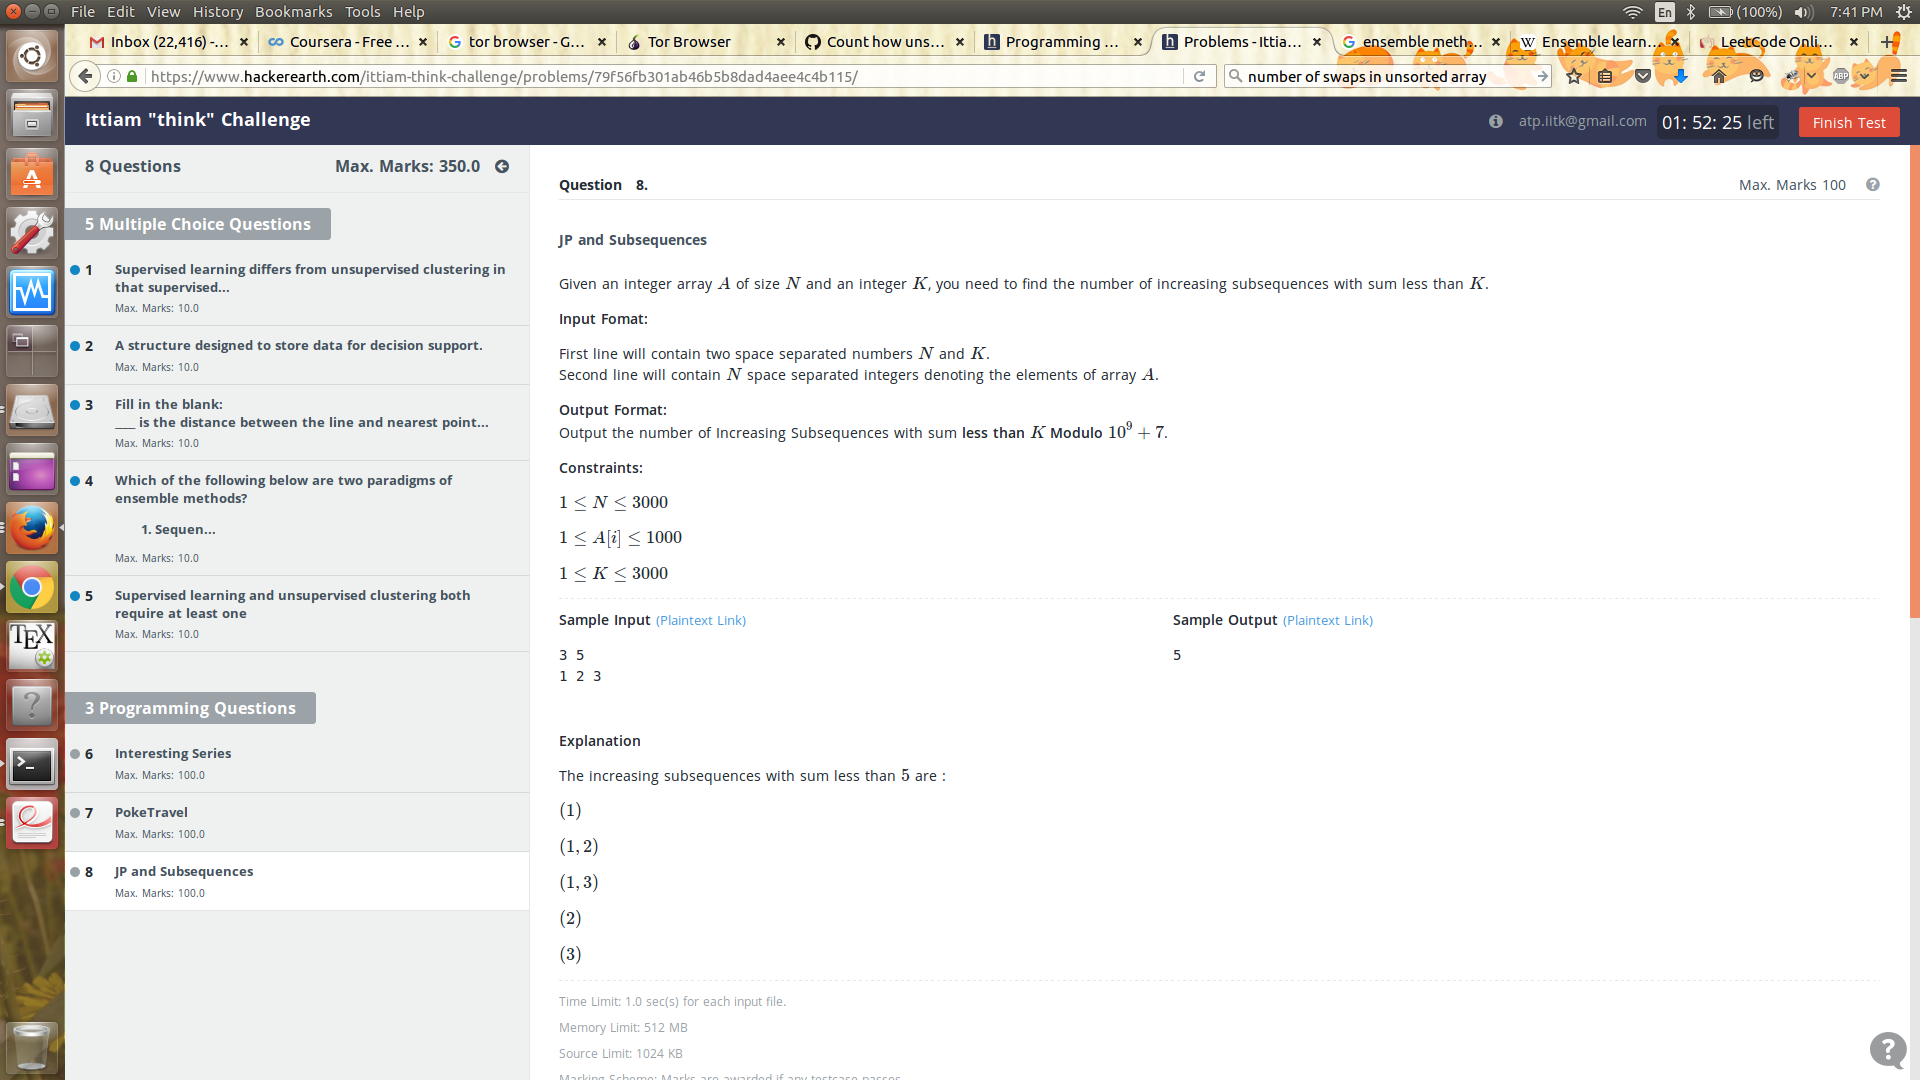 File Edit View History Bookmarks Tools Help
En (100%) 7:41 PM
Inbox (22,416) -... Coursera - Free ... tor browser - G... Tor Browser Count how uns... Programming ... Problems - Ittia... ensemble meth... Ensemble learn... LeetCode Onli...
https://www.hackerearth.com/ittiam-think-challenge/problems/79f56fb301ab46b5b8dad4aee4c4b115/
number of swaps in unsorted array
ABP
Ittiam "think" Challenge
atp.iitk@gmail.com
01: 52: 25 left
Finish Test
8 Questions Max. Marks: 350.0
5 Multiple Choice Questions
1 Supervised learning differs from unsupervised clustering in
that supervised...
Max. Marks: 10.0
2 A structure designed to store data for decision support.
Max. Marks: 10.0
3 Fill in the blank:
___ is the distance between the line and nearest point...
Max. Marks: 10.0
4 Which of the following below are two paradigms of
ensemble methods?
1. Sequen...
Max. Marks: 10.0
5 Supervised learning and unsupervised clustering both
require at least one
Max. Marks: 10.0
3 Programming Questions
6 Interesting Series
Max. Marks: 100.0
7 PokeTravel
Max. Marks: 100.0
8 JP and Subsequences
Max. Marks: 100.0
Question 8. Max. Marks 100
JP and Subsequences
Given an integer array A of size N and an integer K, you need to find the number of increasing subsequences with sum less than K.
Input Fomat:
First line will contain two space separated numbers N and K.
Second line will contain N space separated integers denoting the elements of array A.
Output Format:
Output the number of Increasing Subsequences with sum less than K Modulo 10⁹ + 7.
Constraints:
1 ≤ N ≤ 3000
1 ≤ A[i] ≤ 1000
1 ≤ K ≤ 3000
Sample Input (Plaintext Link)
3 5
1 2 3
Sample Output (Plaintext Link)
5
Explanation
The increasing subsequences with sum less than 5 are :
(1)
(1, 2)
(1, 3)
(2)
(3)
Time Limit: 1.0 sec(s) for each input file.
Memory Limit: 512 MB
Source Limit: 1024 KB
Marking Scheme: Marks are awarded if any testcase passes
TEX